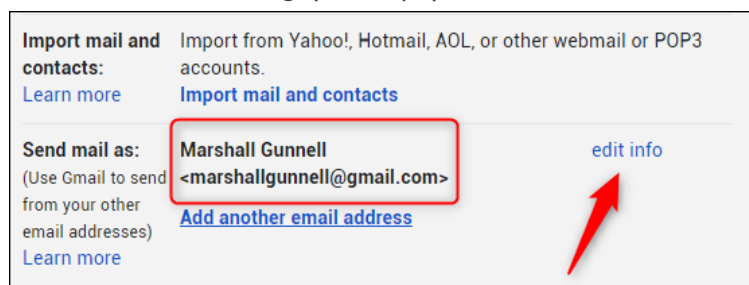 Import mail and contacts:
Learn more
Import from Yahoo!, Hotmail, AOL, or other webmail or POP3
accounts.
Import mail and contacts
Send mail as:
(Use Gmail to send
from your other
email addresses)
Learn more
Marshall Gunnell
<marshallgunnell@gmail.com>
Add another email address
edit info